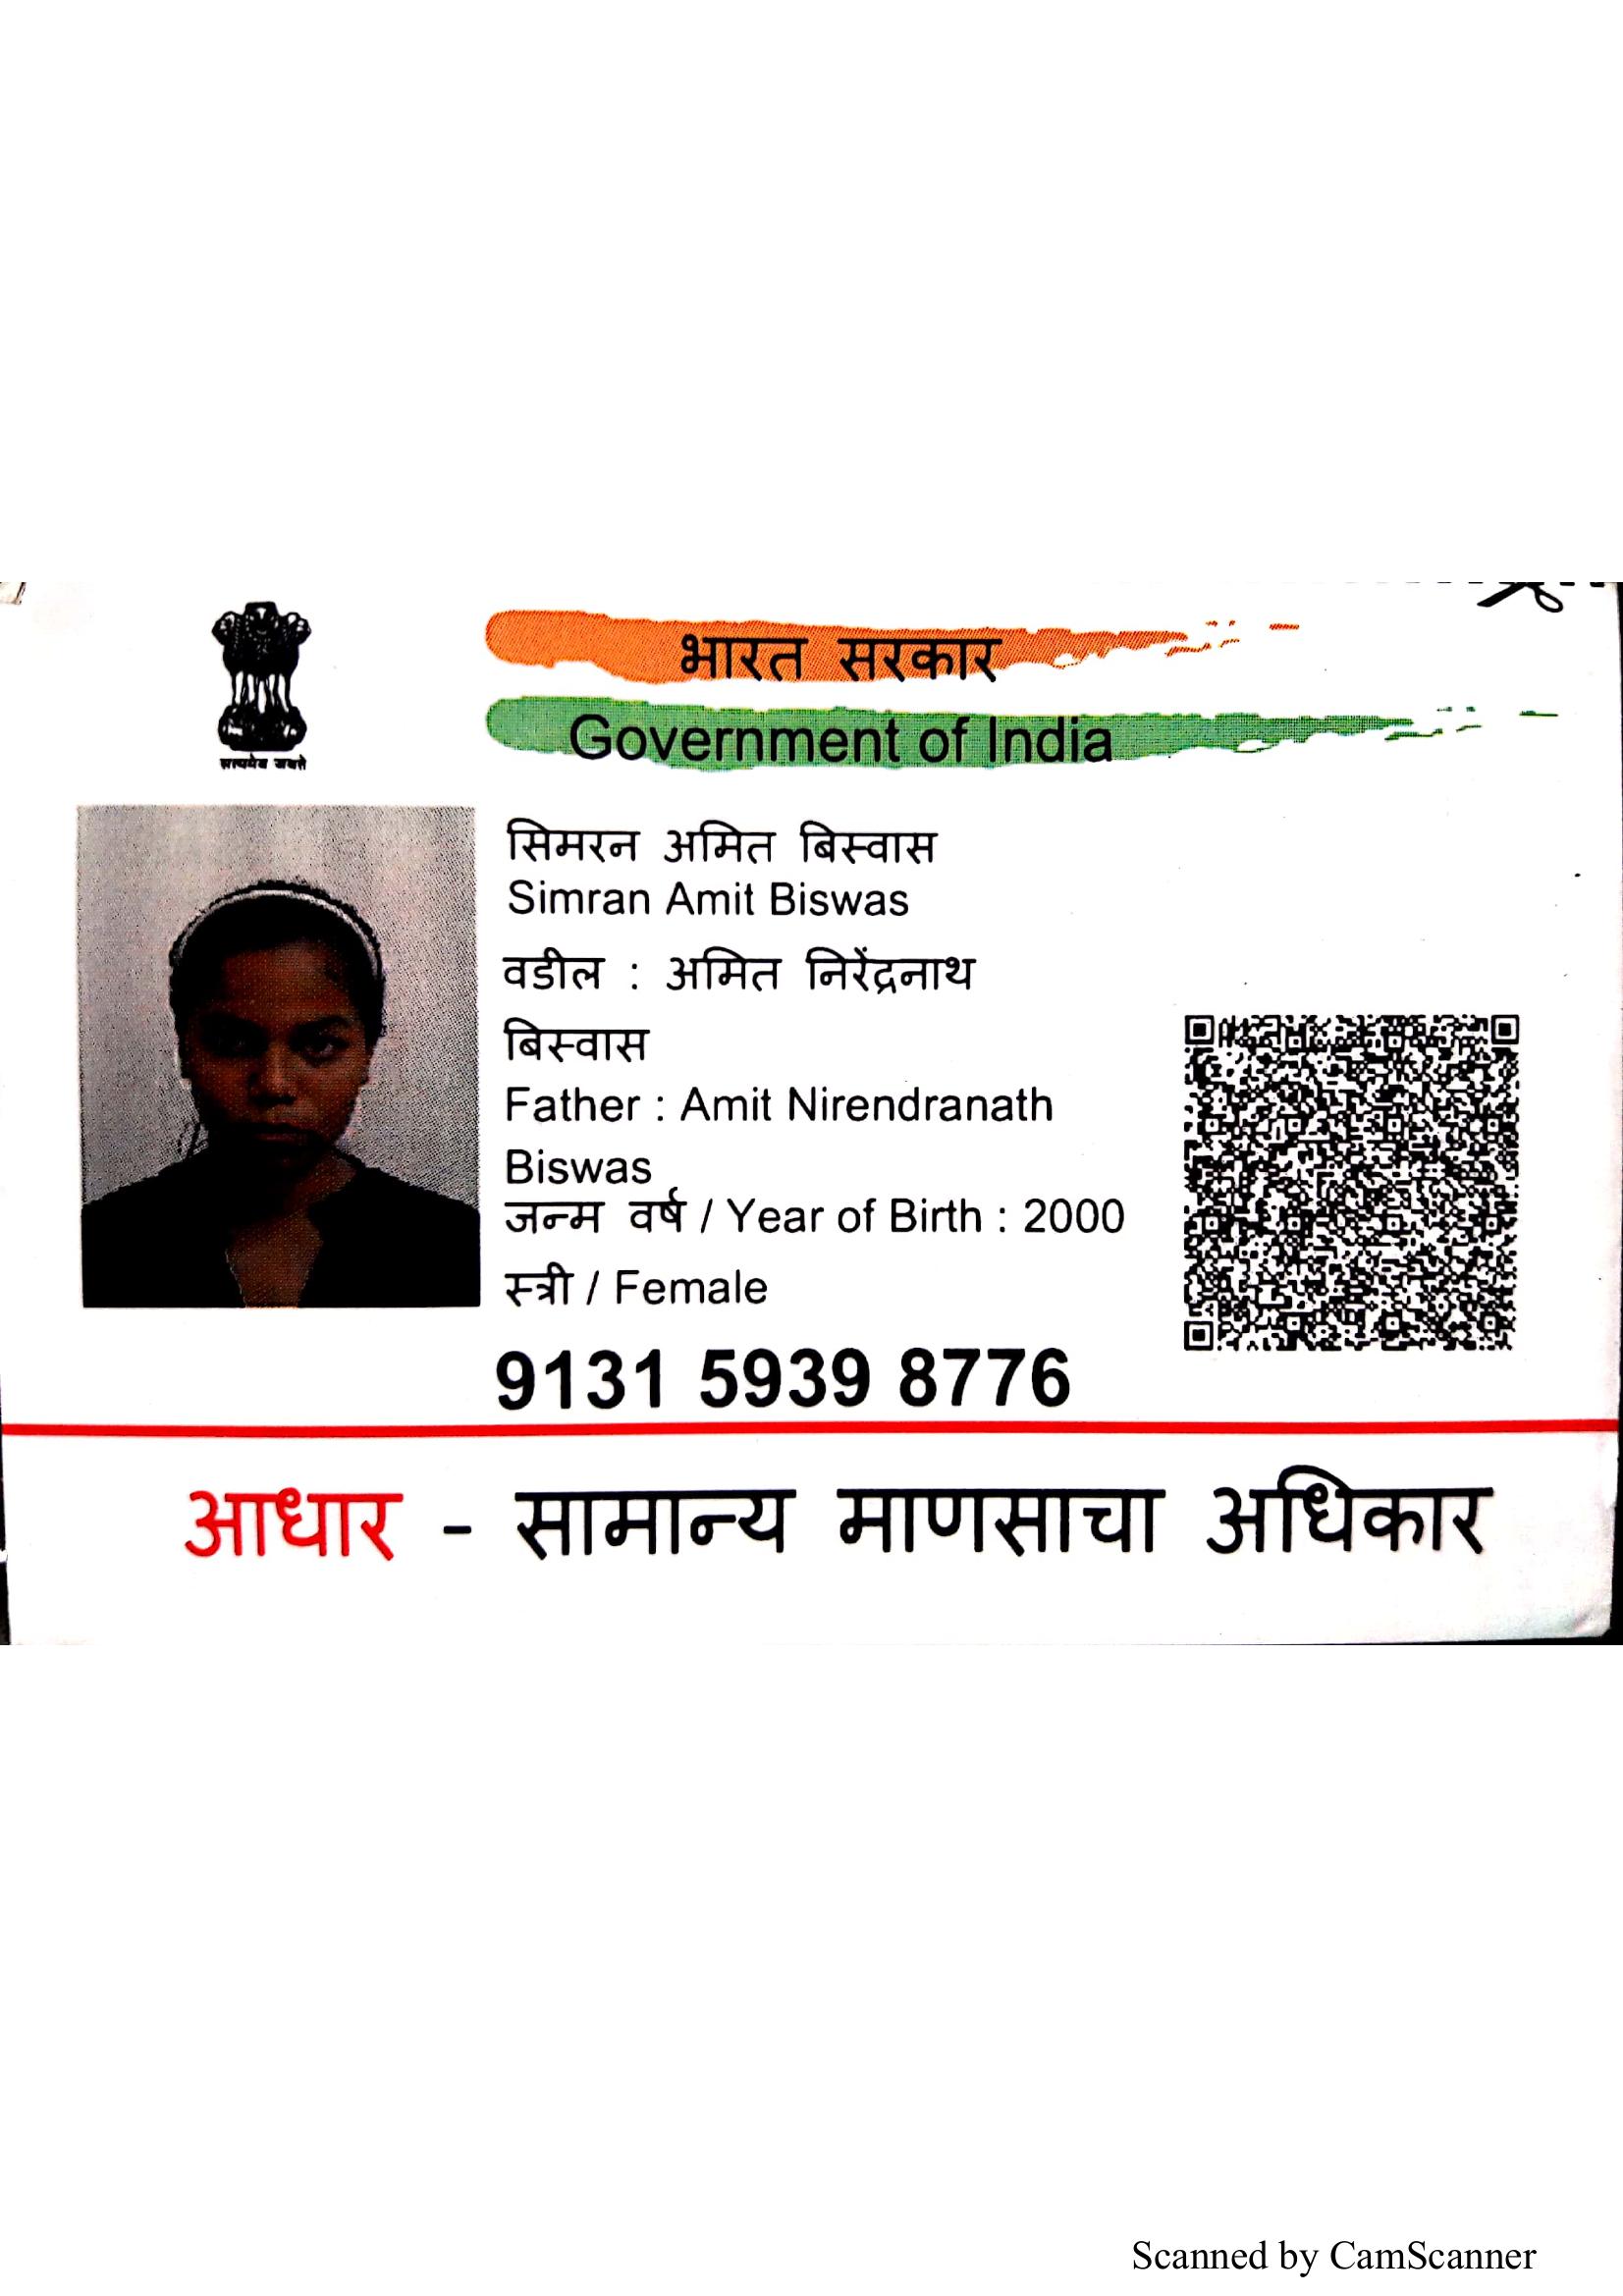 सत्यमेव जयते
भारत सरकार
Government of India
सिमरन अमित बिस्वास
Simran Amit Biswas
वडील : अमित निरेंद्रनाथ
बिस्वास
Father : Amit Nirendranath
Biswas
जन्म वर्ष / Year of Birth : 2000
स्त्री / Female
9131 5939 8776
आधार - सामान्य माणसाचा अधिकार
Scanned by CamScanner